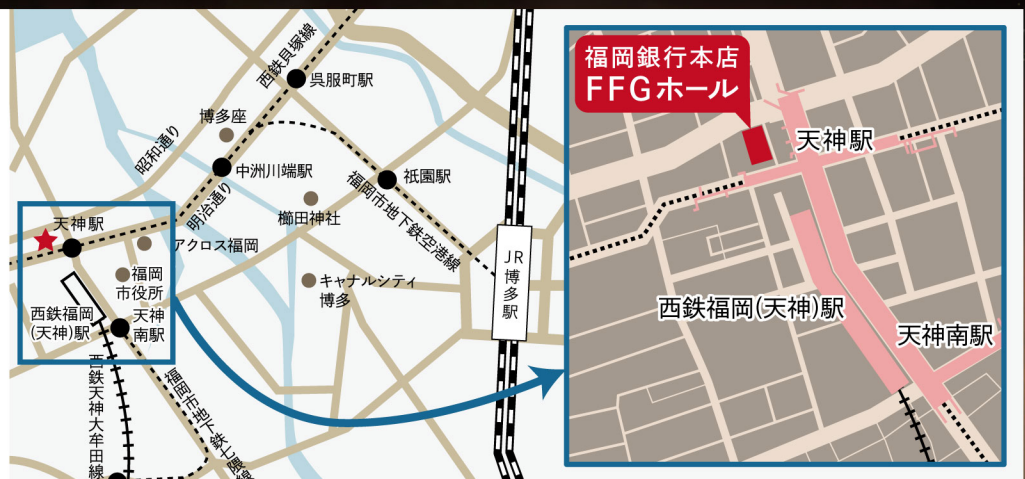 西鉄貝塚線
呉服町駅
博多座
昭和通り
中洲川端駅
祇園駅
明治通り
福岡市地下鉄空港線
櫛田神社
天神駅
アクロス福岡
福岡
市役所
キャナルシティ
博多
JR
博多駅
西鉄福岡
(天神)駅
天神
南駅
西鉄天神大牟田線
福岡市地下鉄七隈線
福岡銀行本店
FFGホール
天神駅
西鉄福岡(天神)駅
天神南駅